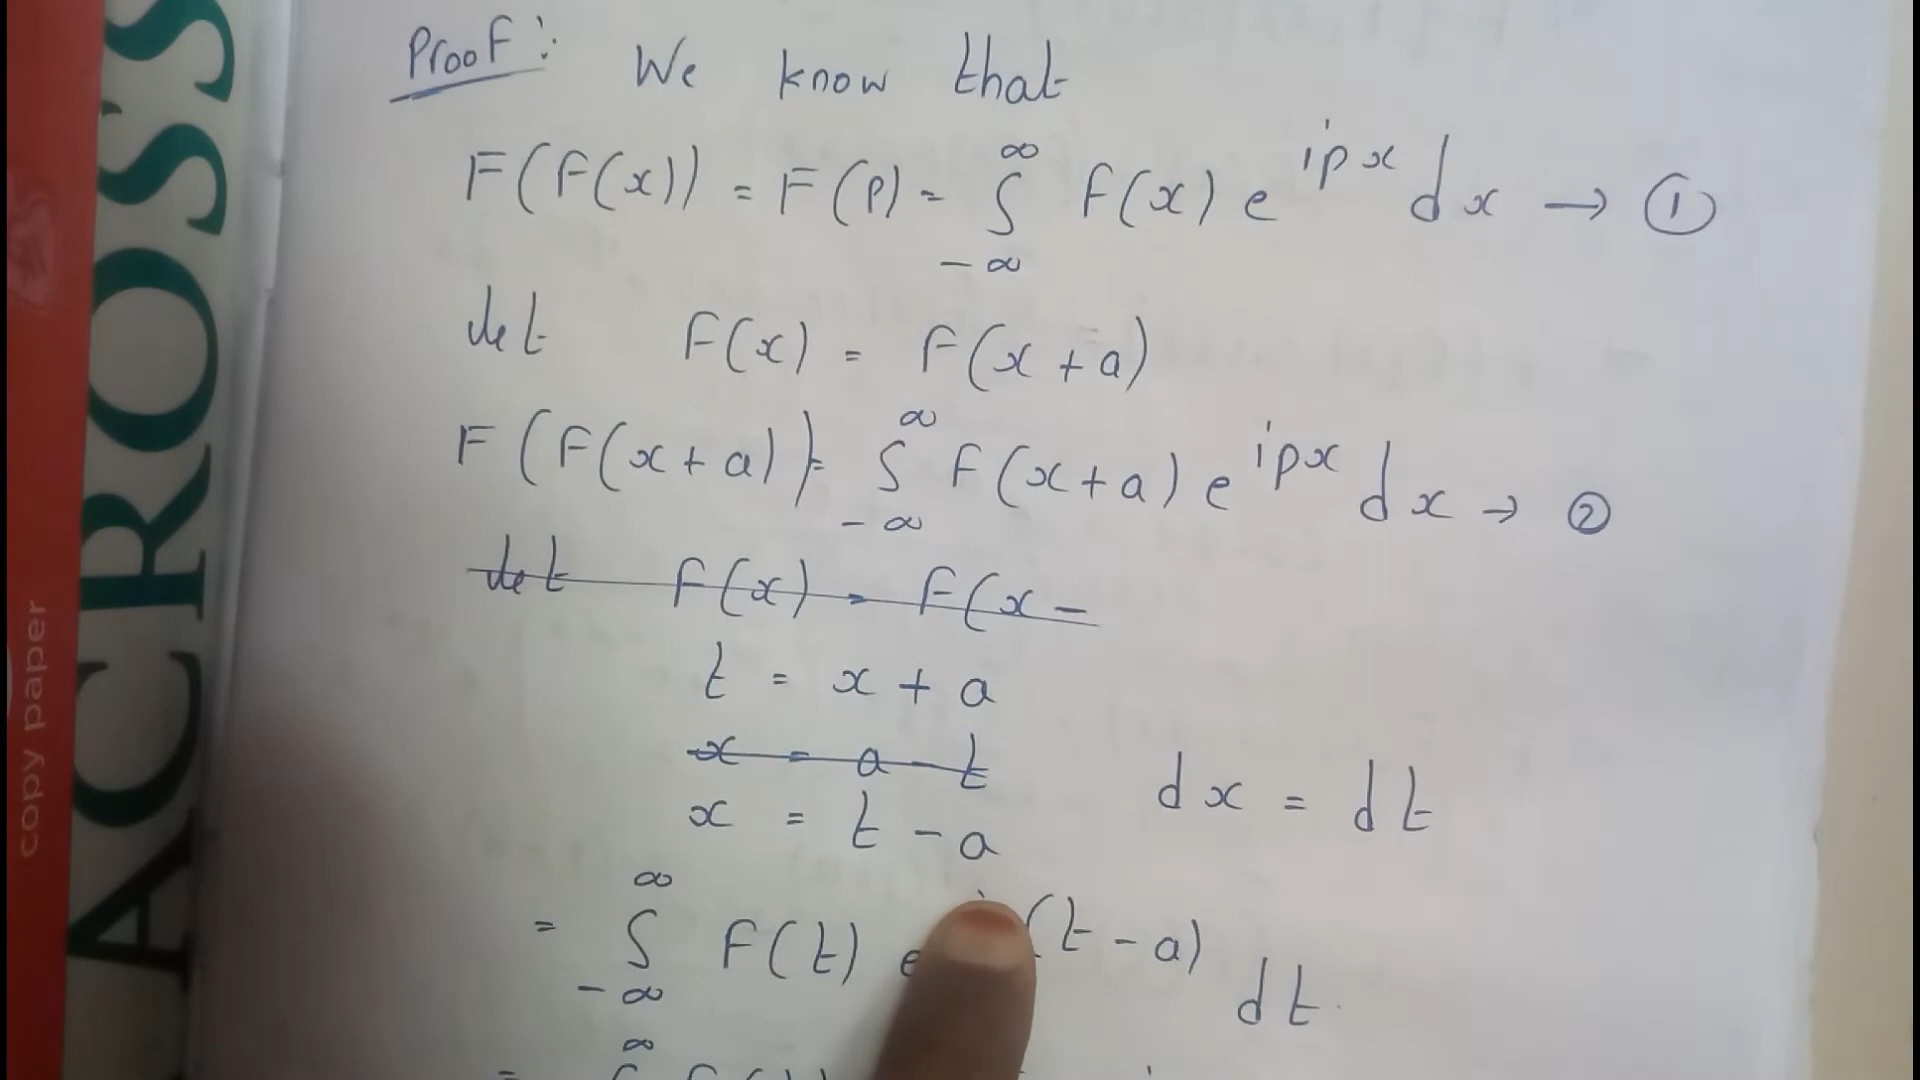 Proof: We know that
F(F(x)) = F(p) = ∫_{-∞}^{∞} f(x) e^{ipx} dx → ①
Let F(x) = F(x + a)
F(F(x+a)) = ∫_{-∞}^{∞} F(x+a) e^{ipx} dx → ②
~~Let F(x) = F(x -~~
t = x + a
~~x = a - t~~
x = t - a dx = dt
= ∫_{-∞}^{∞} F(t) e (t - a) dt
ACROSS
copy paper